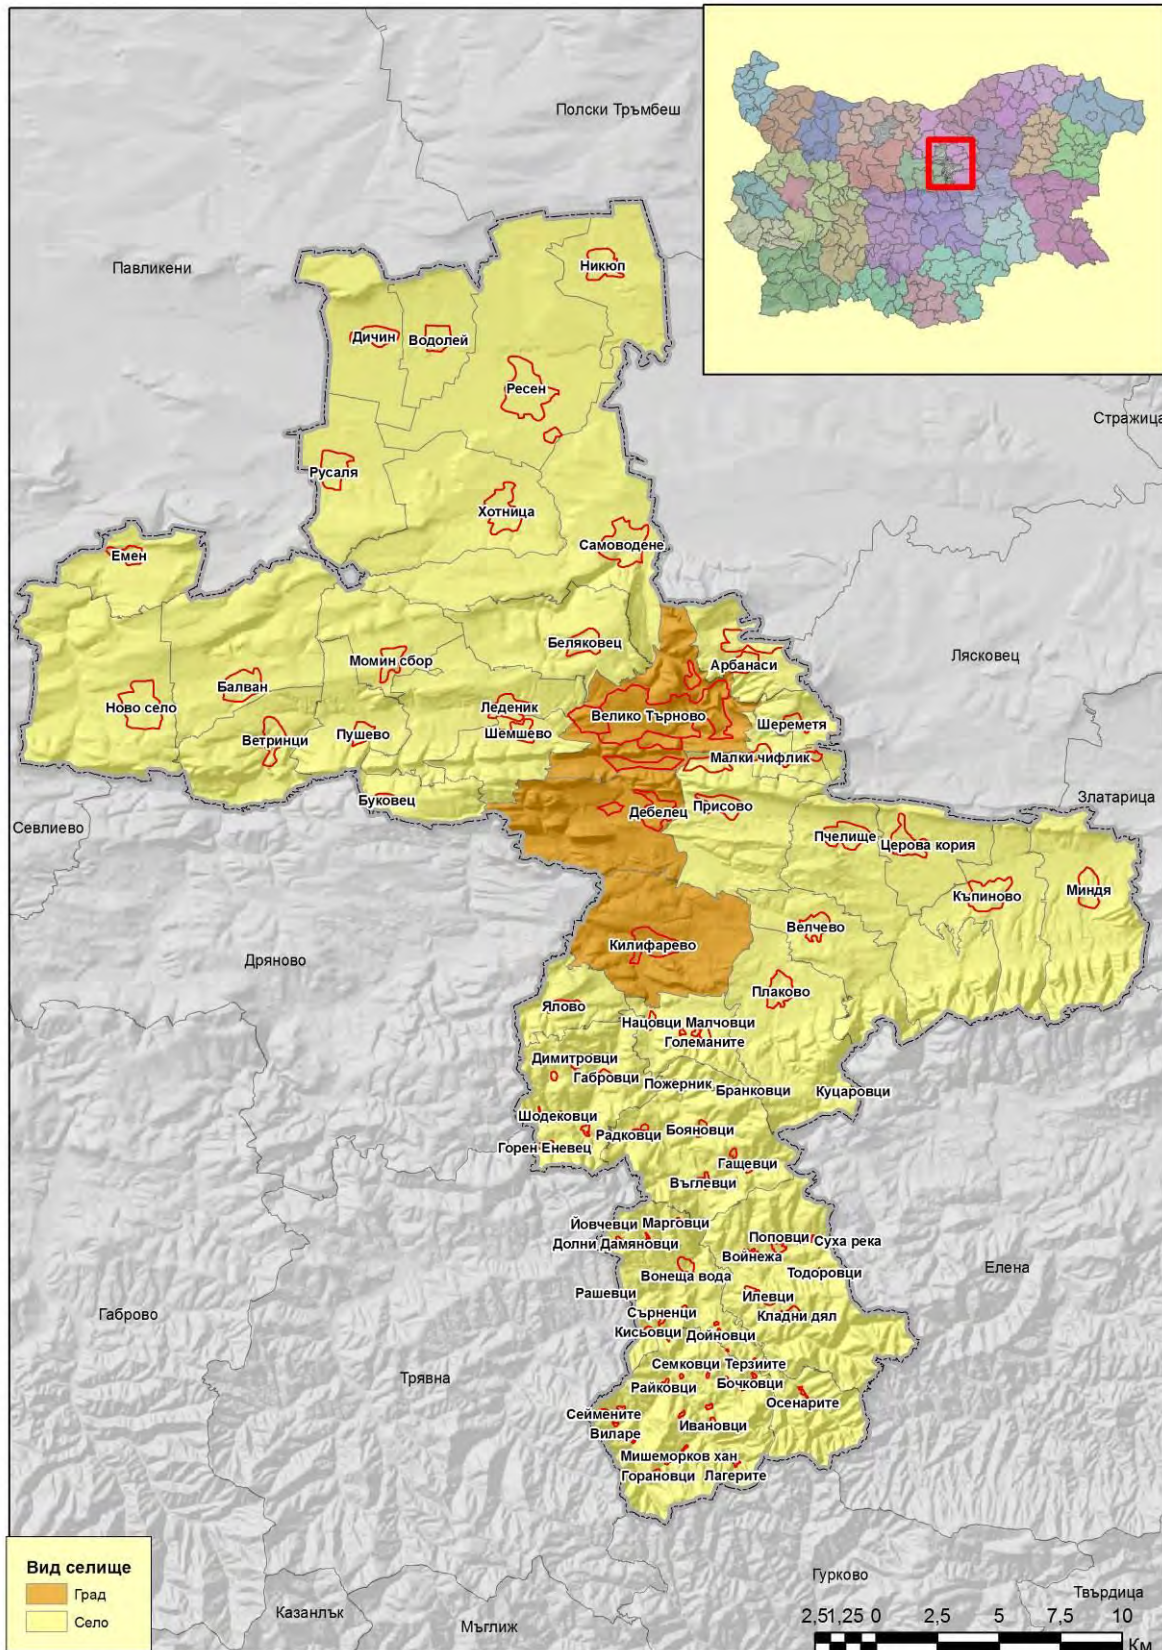 Полски Тръмбеш
Павликени
Никюп
Дичин
Водолей
Ресен
Стражица
Русаля
Хотница
Самоводене
Емен
Беляковец
Лясковец
Момин сбор
Арбанаси
Балван
Ново село
Леденик
Велико Търново
Шереметя
Ветринци
Пушево
Шемшево
Малки чифлик
Буковец
Златарица
Присово
Дебелец
Севлиево
Пчелище
Церова кория
Къпиново
Миндя
Велчево
Килифарево
Дряново
Плаково
Ялово
Нацовци Малчовци
Големаните
Димитровци
Габровци
Пожерник
Бранковци
Куцаровци
Шодековци
Радковци
Бояновци
Горен Еневец
Гащевци
Въглевци
Йовчевци
Марговци
Долни Дамяновци
Поповци
Суха река
Войнежа
Елена
Вонеща вода
Тодоровци
Рашевци
Илевци
Габрово
Сърненци
Кладни дял
Кисьовци
Дойновци
Семковци
Терзиите
Трявна
Райковци
Бочковци
Осенарите
Сеймените
Ивановци
Виларе
Мишеморков хан
Горановци
Лагерите
Вид селище
Град
Село
Гурково
Твърдица
Казанлък
Мъглиж
2,5 1,25 0 2,5 5 7,5 10
Км